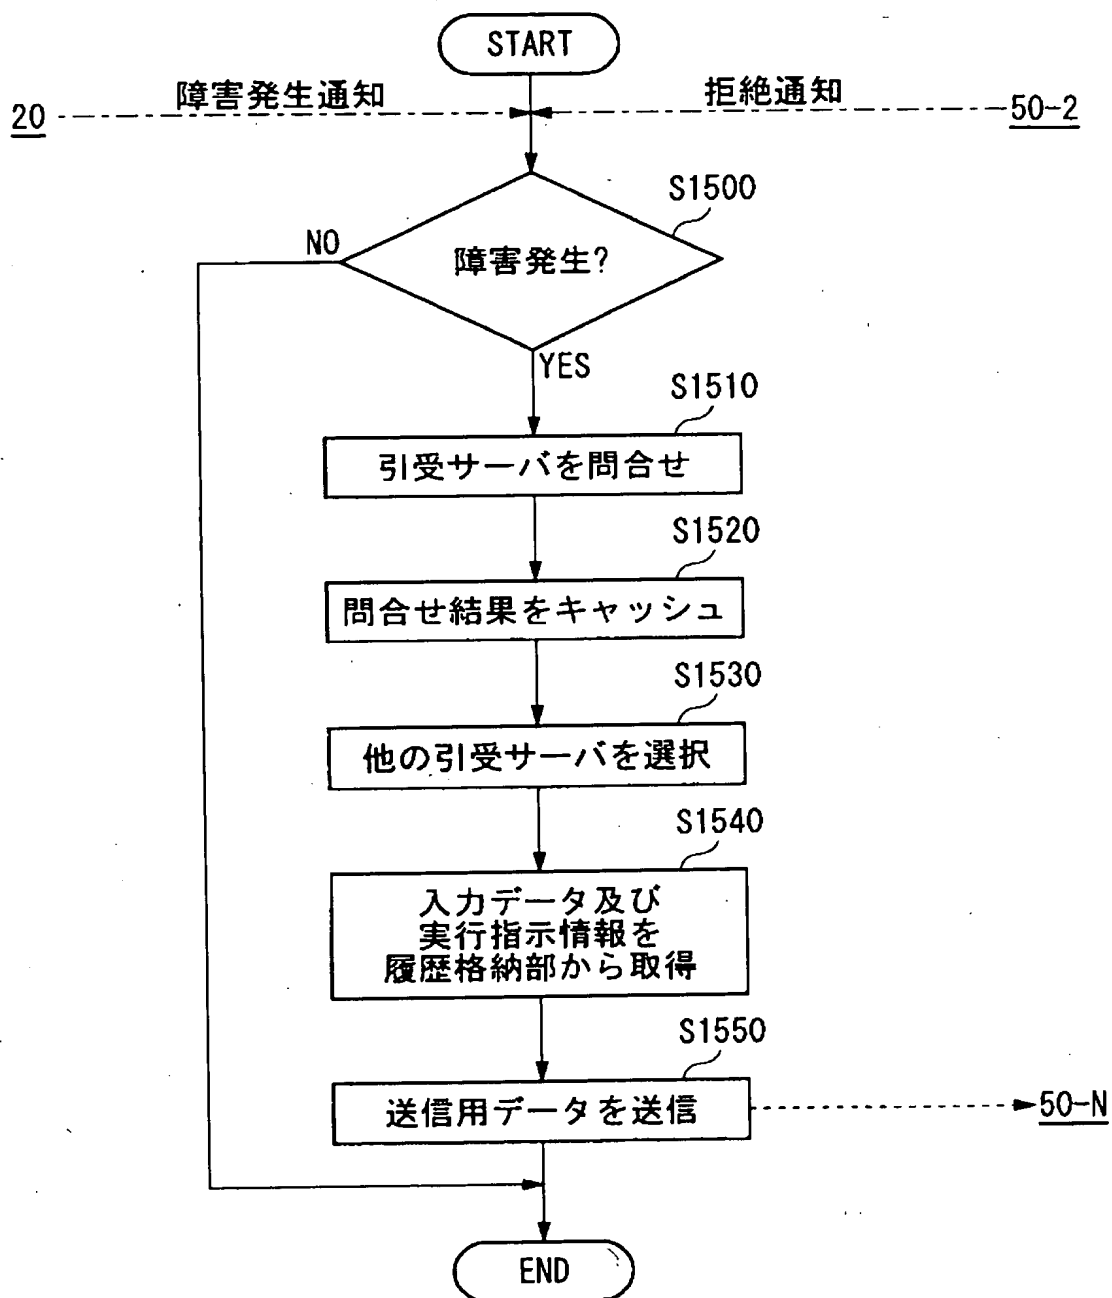 START
障害発生通知
拒絶通知
20
50-2
S1500
NO
障害発生?
YES
S1510
引受サーバを問合せ
S1520
問合せ結果をキャッシュ
S1530
他の引受サーバを選択
S1540
入力データ及び
実行指示情報を
履歴格納部から取得
S1550
送信用データを送信
50-N
END